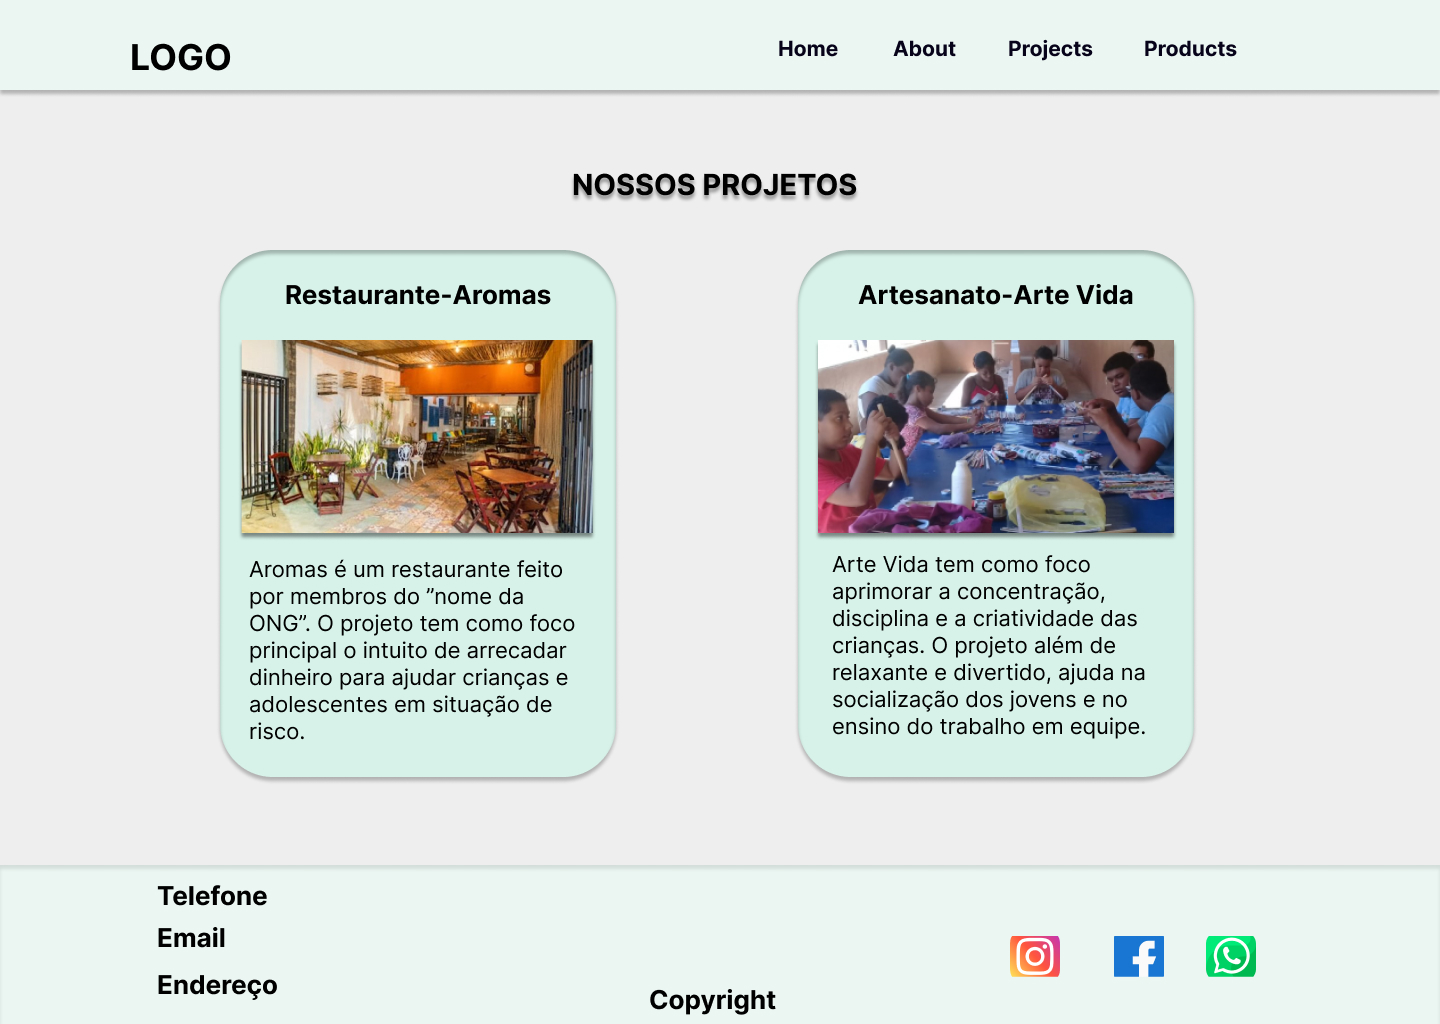 LOGO
Home About Projects Products
NOSSOS PROJETOS
Restaurante-Aromas
Aromas é um restaurante feito
por membros do ”nome da
ONG”. O projeto tem como foco
principal o intuito de arrecadar
dinheiro para ajudar crianças e
adolescentes em situação de
risco.
Artesanato-Arte Vida
Arte Vida tem como foco
aprimorar a concentração,
disciplina e a criatividade das
crianças. O projeto além de
relaxante e divertido, ajuda na
socialização dos jovens e no
ensino do trabalho em equipe.
Telefone
Email
Endereço
Copyright